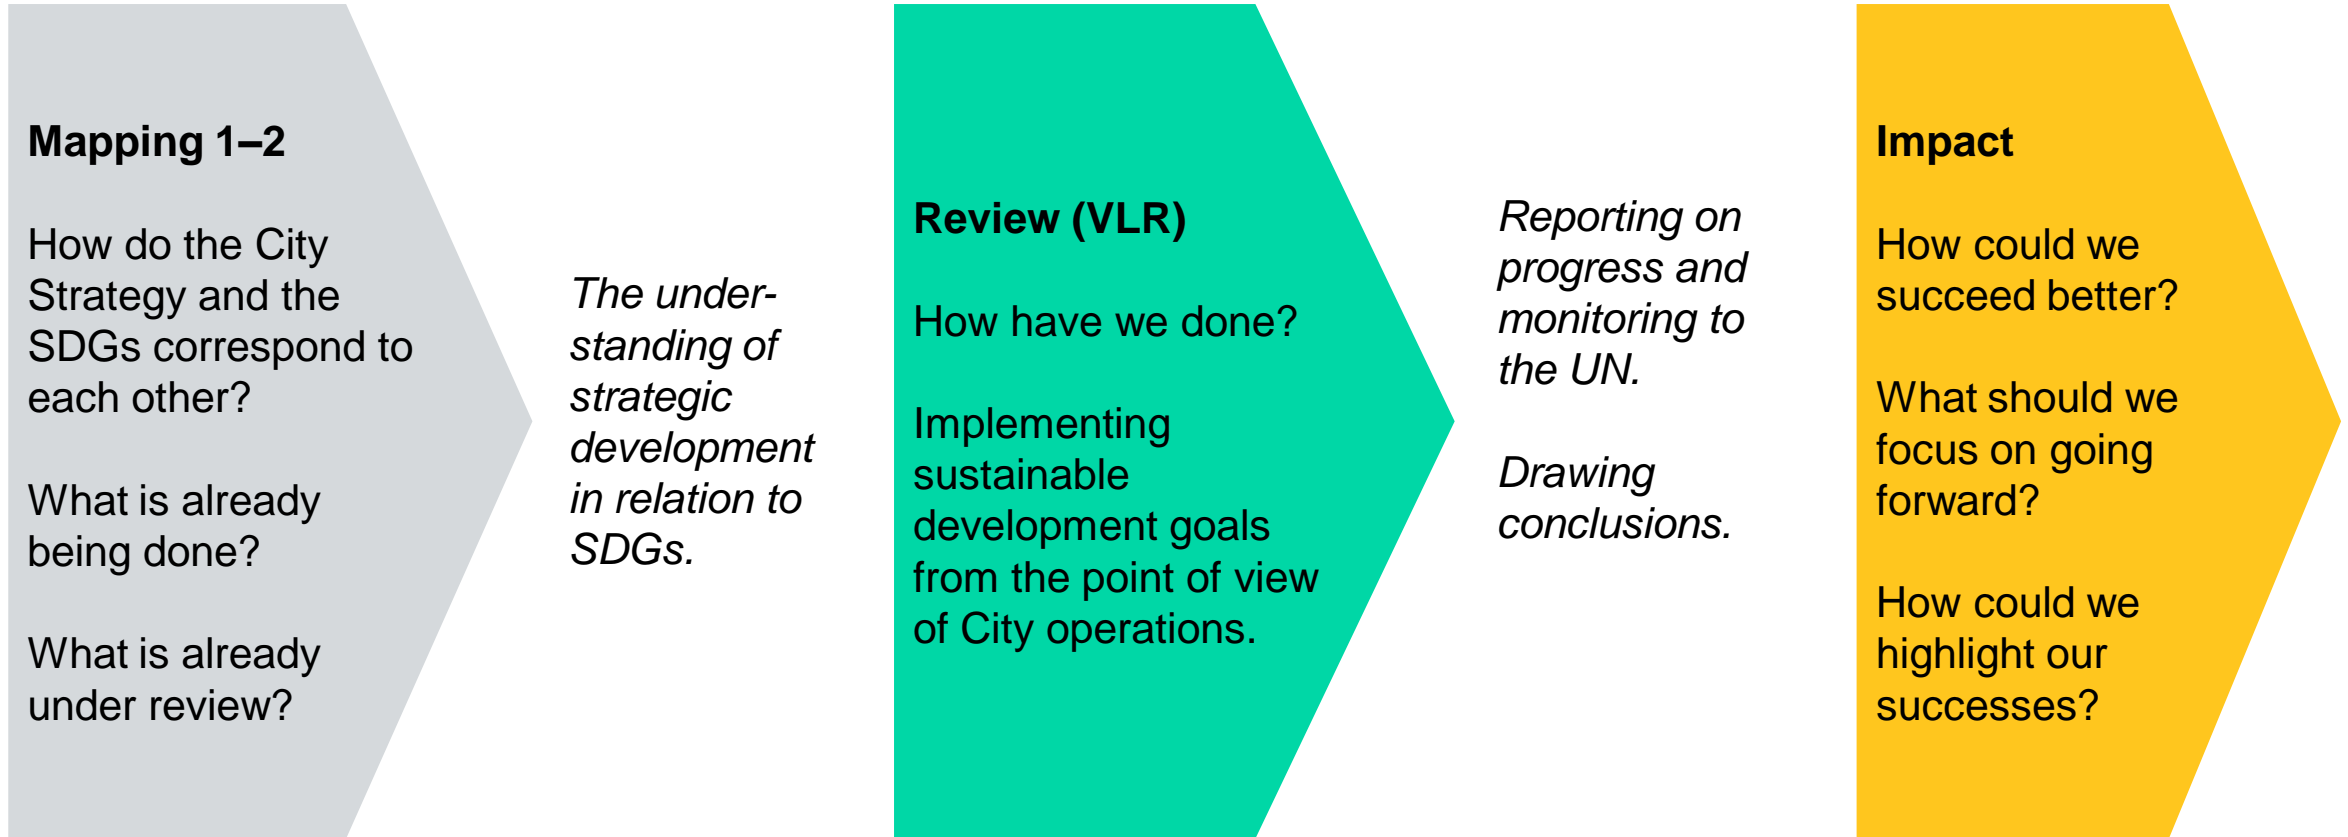 Mapping 1–2
How do the City
Strategy and the
SDGs correspond to
each other?
What is already
being done?
What is already
under review?
The under-
standing of
strategic
development
in relation to
SDGs.
Review (VLR)
How have we done?
Implementing
sustainable
development goals
from the point of view
of City operations.
Reporting on
progress and
monitoring to
the UN.
Drawing
conclusions.
Impact
How could we
succeed better?
What should we
focus on going
forward?
How could we
highlight our
successes?